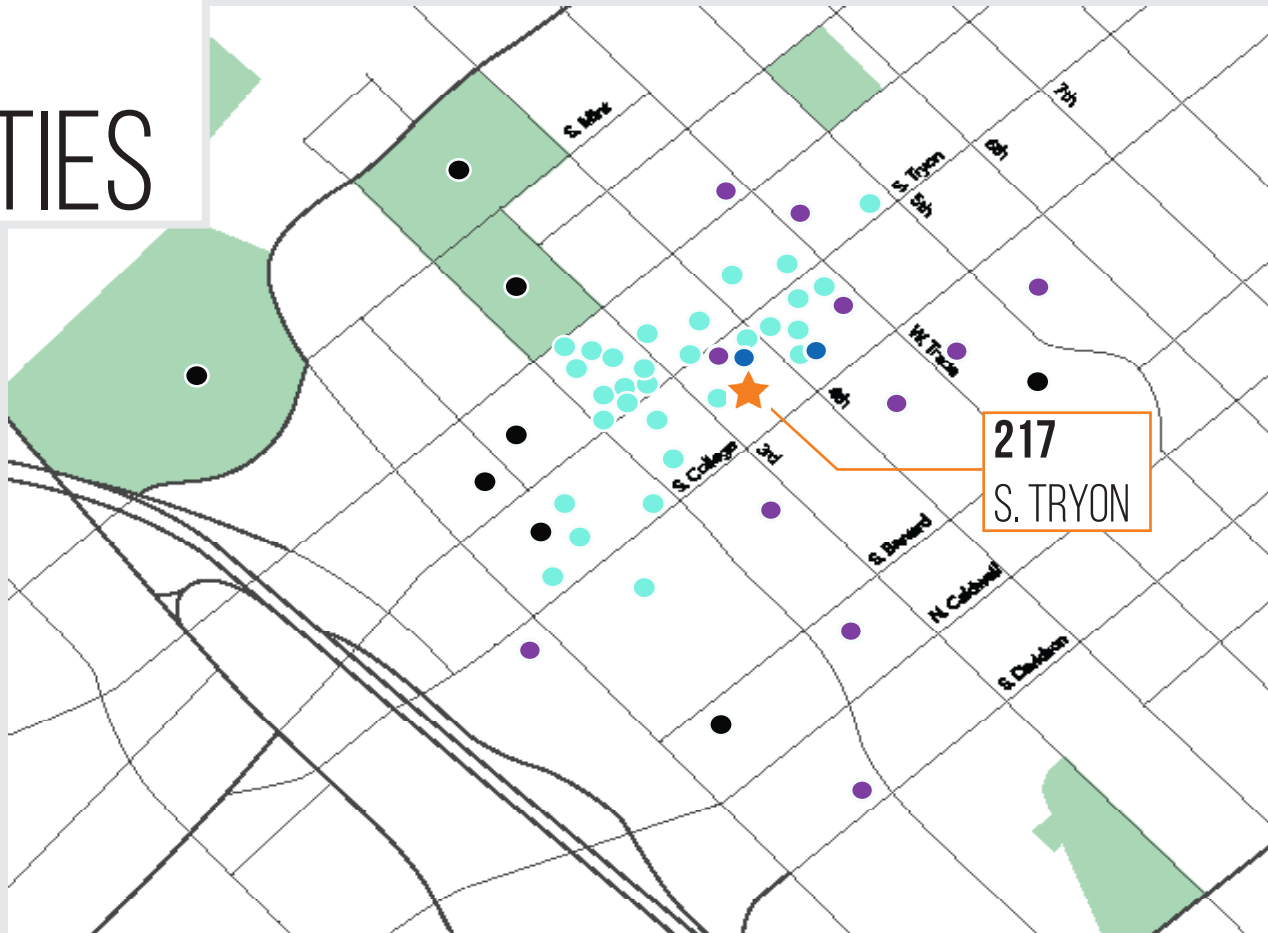 TIES
S. Mint
7th
6th
S. Tryon
5th
W. Trade
4th
217
S. TRYON
S. College
3rd
S. Brevard
N. Caldwell
S. Davidson